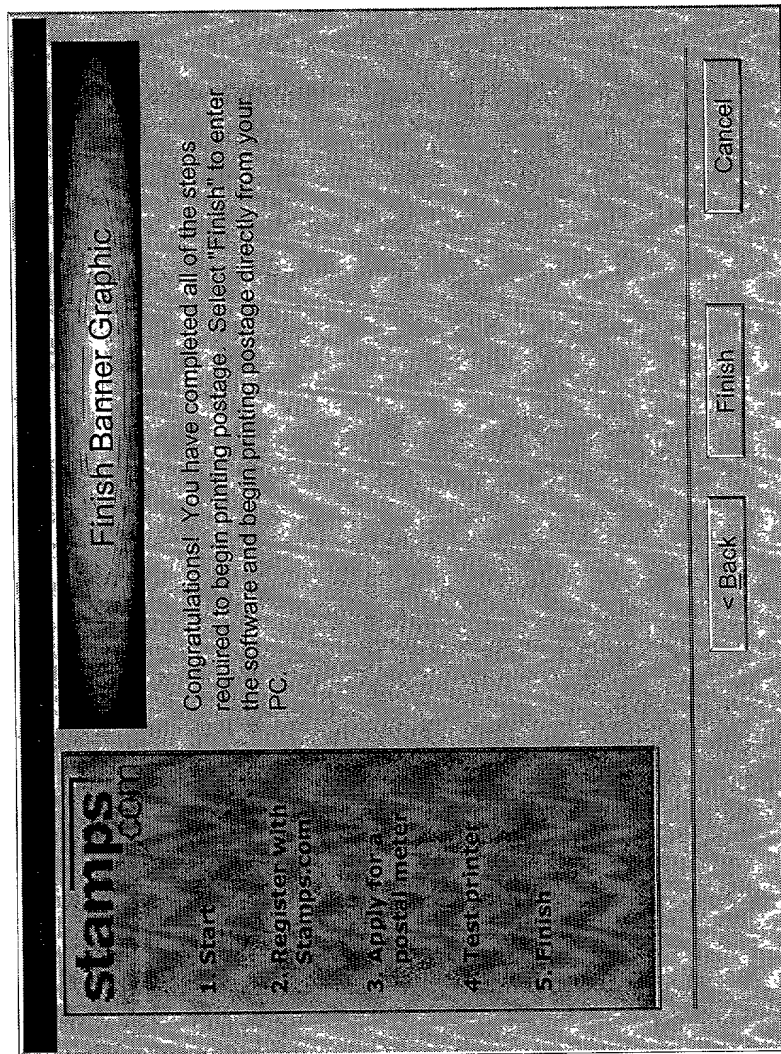 stamps
.com
1. Start
2. Register with
Stamps.com
3. Apply for a
postal meter
4. Test printer
5. Finish
Finish Banner Graphic
Congratulations! You have completed all of the steps
required to begin printing postage. Select "Finish" to enter
the software and begin printing postage directly from your
PC.
< Back
Finish
Cancel